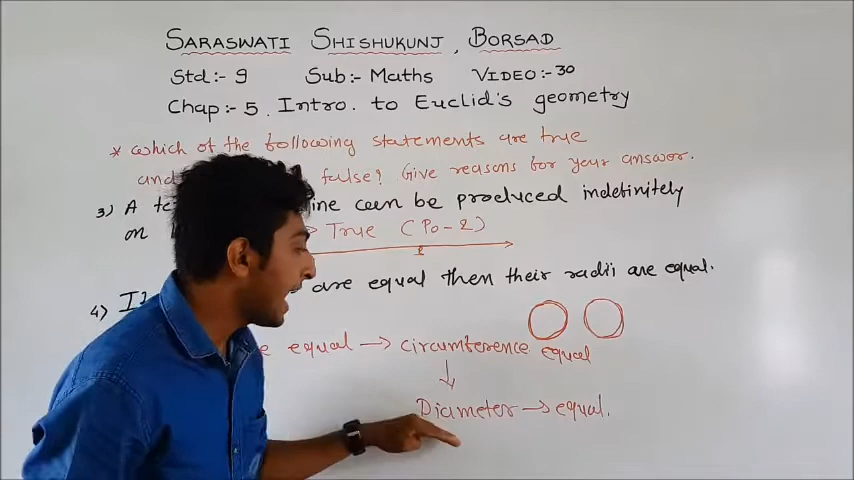 SARASWATI SHISHUKUNJ, BORSAD
Std:- 9 Sub:- Maths VIDEO:- 30
Chap:- 5. Intro. to Euclid's geometry
* which of the following statements are true
and false? Give reasons for your answer.
3) A line can be produced indefinitely
on True (Po-2)
l
4) are equal then their radii are equal.
equal → circumference equal
↓
Diameter → equal.